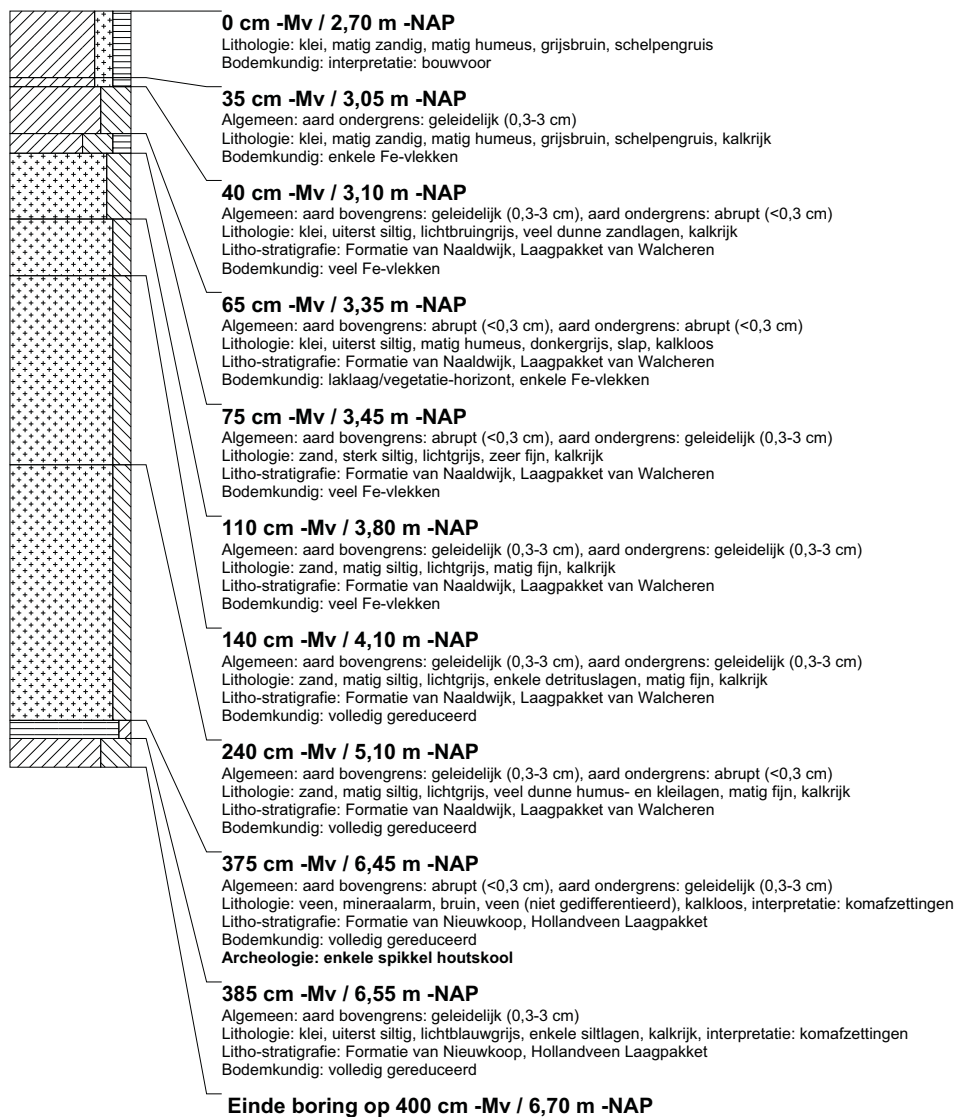 0 cm -Mv / 2,70 m -NAP
Lithologie: klei, matig zandig, matig humeus, grijsbruin, schelpengruis
Bodemkundig: interpretatie: bouwvoor
35 cm -Mv / 3,05 m -NAP
Algemeen: aard ondergrens: geleidelijk (0,3-3 cm)
Lithologie: klei, matig zandig, matig humeus, grijsbruin, schelpengruis, kalkrijk
Bodemkundig: enkele Fe-vlekken
40 cm -Mv / 3,10 m -NAP
Algemeen: aard bovengrens: geleidelijk (0,3-3 cm), aard ondergrens: abrupt (<0,3 cm)
Lithologie: klei, uiterst siltig, lichtbruingrijs, veel dunne zandlagen, kalkrijk
Litho-stratigrafie: Formatie van Naaldwijk, Laagpakket van Walcheren
Bodemkundig: veel Fe-vlekken
65 cm -Mv / 3,35 m -NAP
Algemeen: aard bovengrens: abrupt (<0,3 cm), aard ondergrens: abrupt (<0,3 cm)
Lithologie: klei, uiterst siltig, matig humeus, donkergrijs, slap, kalkloos
Litho-stratigrafie: Formatie van Naaldwijk, Laagpakket van Walcheren
Bodemkundig: laklaag/vegetatie-horizont, enkele Fe-vlekken
75 cm -Mv / 3,45 m -NAP
Algemeen: aard bovengrens: abrupt (<0,3 cm), aard ondergrens: geleidelijk (0,3-3 cm)
Lithologie: zand, sterk siltig, lichtgrijs, zeer fijn, kalkrijk
Litho-stratigrafie: Formatie van Naaldwijk, Laagpakket van Walcheren
Bodemkundig: veel Fe-vlekken
110 cm -Mv / 3,80 m -NAP
Algemeen: aard bovengrens: geleidelijk (0,3-3 cm), aard ondergrens: geleidelijk (0,3-3 cm)
Lithologie: zand, matig siltig, lichtgrijs, matig fijn, kalkrijk
Litho-stratigrafie: Formatie van Naaldwijk, Laagpakket van Walcheren
Bodemkundig: veel Fe-vlekken
140 cm -Mv / 4,10 m -NAP
Algemeen: aard bovengrens: geleidelijk (0,3-3 cm), aard ondergrens: geleidelijk (0,3-3 cm)
Lithologie: zand, matig siltig, lichtgrijs, enkele detrituslagen, matig fijn, kalkrijk
Litho-stratigrafie: Formatie van Naaldwijk, Laagpakket van Walcheren
Bodemkundig: volledig gereduceerd
240 cm -Mv / 5,10 m -NAP
Algemeen: aard bovengrens: geleidelijk (0,3-3 cm), aard ondergrens: abrupt (<0,3 cm)
Lithologie: zand, matig siltig, lichtgrijs, veel dunne humus- en kleilagen, matig fijn, kalkrijk
Litho-stratigrafie: Formatie van Naaldwijk, Laagpakket van Walcheren
Bodemkundig: volledig gereduceerd
375 cm -Mv / 6,45 m -NAP
Algemeen: aard bovengrens: abrupt (<0,3 cm), aard ondergrens: geleidelijk (0,3-3 cm)
Lithologie: veen, mineraalarm, bruin, veen (niet gedifferentieerd), kalkloos, interpretatie: komafzettingen
Litho-stratigrafie: Formatie van Nieuwkoop, Hollandveen Laagpakket
Bodemkundig: volledig gereduceerd
Archeologie: enkele spikkel houtskool
385 cm -Mv / 6,55 m -NAP
Algemeen: aard bovengrens: geleidelijk (0,3-3 cm)
Lithologie: klei, uiterst siltig, lichtblauwgrijs, enkele siltlagen, kalkrijk, interpretatie: komafzettingen
Litho-stratigrafie: Formatie van Nieuwkoop, Hollandveen Laagpakket
Bodemkundig: volledig gereduceerd
Einde boring op 400 cm -Mv / 6,70 m -NAP